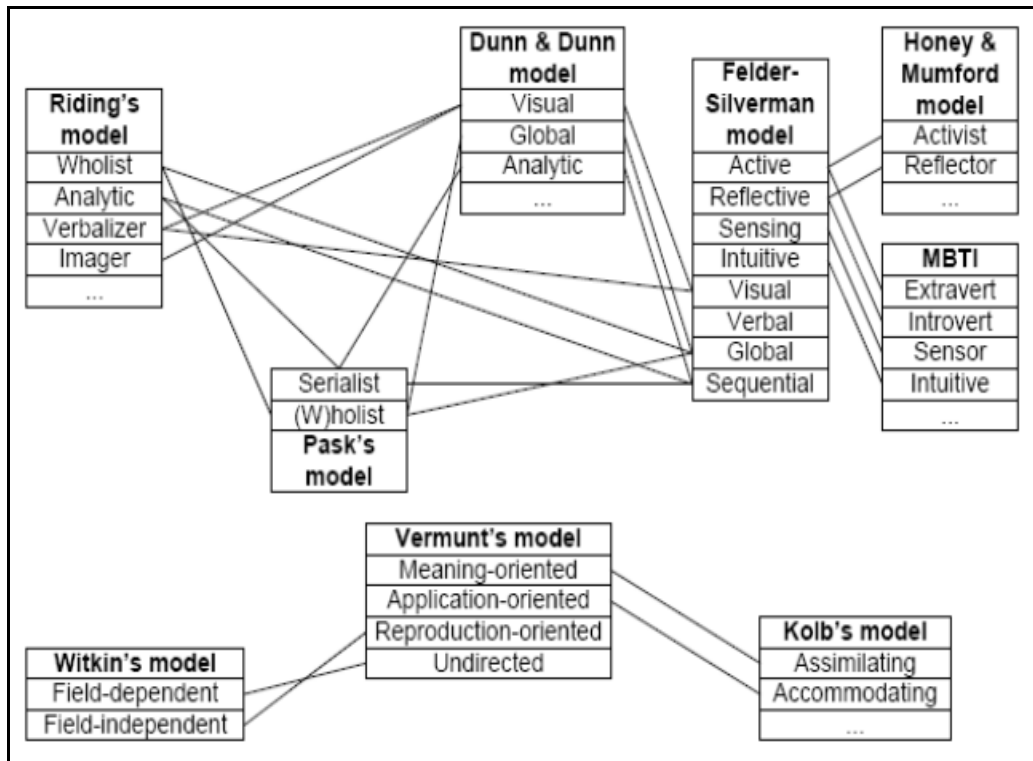 Riding's
model
Wholist
Analytic
Verbalizer
Imager
...
Dunn & Dunn
model
Visual
Global
Analytic
...
Felder-
Silverman
model
Active
Reflective
Sensing
Intuitive
Visual
Verbal
Global
Sequential
Honey &
Mumford
model
Activist
Reflector
...
MBTI
Extravert
Introvert
Sensor
Intuitive
...
Serialist
(W)holist
Pask's
model
Vermunt's model
Meaning-oriented
Application-oriented
Reproduction-oriented
Undirected
Witkin's model
Field-dependent
Field-independent
Kolb's model
Assimilating
Accommodating
...